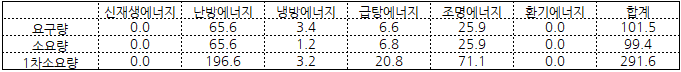 신재생에너지 난방에너지 냉방에너지 급탕에너지 조명에너지 환기에너지 합계
요구량 0.0 65.6 3.4 6.6 25.9 0.0 101.5
소요량 0.0 65.6 1.2 6.8 25.9 0.0 99.4
1차소요량 0.0 196.6 3.2 20.8 71.1 0.0 291.6